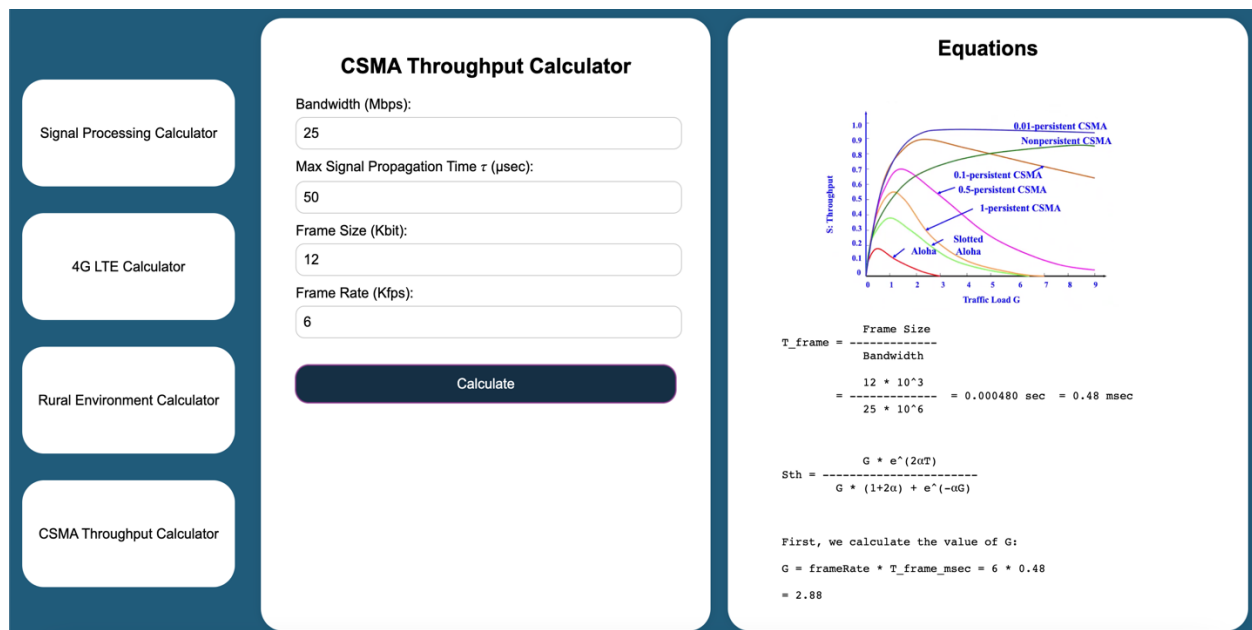 Signal Processing Calculator
4G LTE Calculator
Rural Environment Calculator
CSMA Throughput Calculator
CSMA Throughput Calculator
Bandwidth (Mbps):
25
Max Signal Propagation Time τ (μsec):
50
Frame Size (Kbit):
12
Frame Rate (Kfps):
6
Calculate
Equations
S: Throughput
1.0
0.9
0.8
0.7
0.6
0.5
0.4
0.3
0.2
0.1
0
0.01-persistent CSMA
Nonpersistent CSMA
0.1-persistent CSMA
0.5-persistent CSMA
1-persistent CSMA
Slotted
Aloha
Aloha
0 1 2 3 4 5 6 7 8 9
Traffic Load G
Frame Size
T_frame = -------------
Bandwidth
12 * 10^3
= ------------- = 0.000480 sec = 0.48 msec
25 * 10^6
G * e^(2αT)
Sth = -----------------------
G * (1+2α) + e^(-αG)
First, we calculate the value of G:
G = frameRate * T_frame_msec = 6 * 0.48
= 2.88